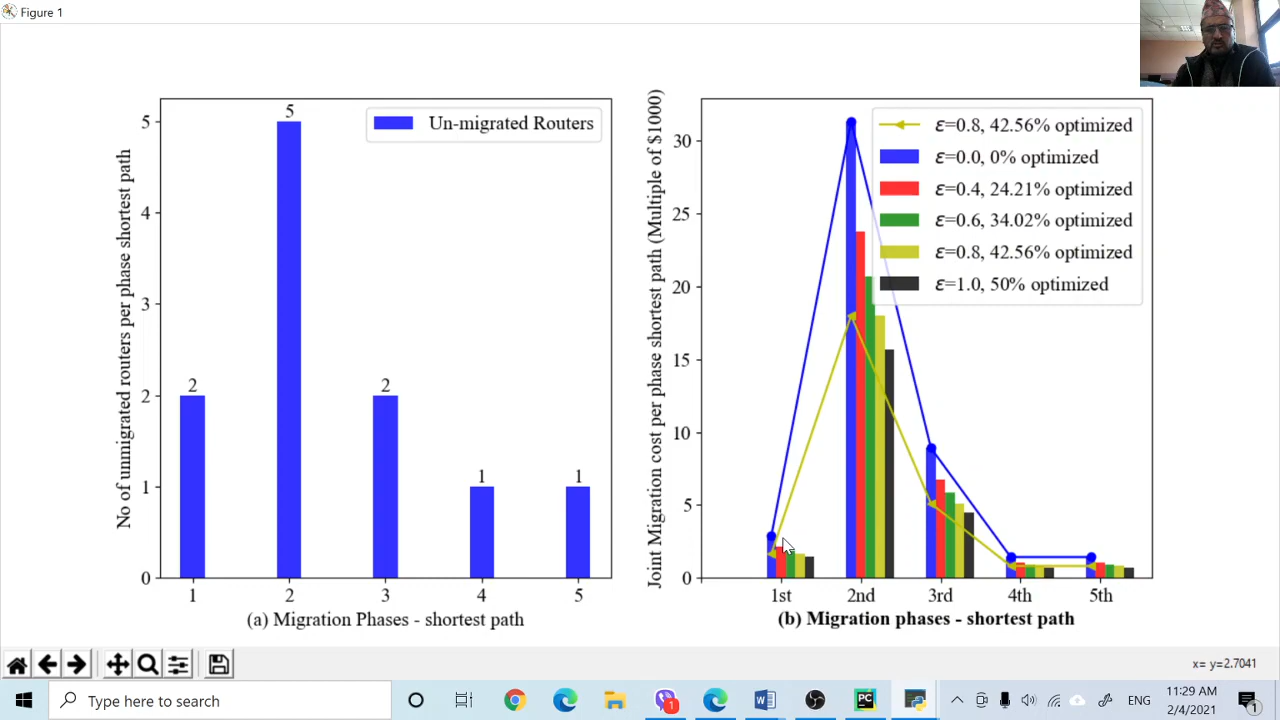 Figure 1
No of unmigrated routers per phase shortest path
5
4
3
2
1
0
2
5
2
1
1
Un-migrated Routers
1 2 3 4 5
(a) Migration Phases - shortest path
Joint Migration cost per phase shortest path (Multiple of $1000)
30
25
20
15
10
5
0
ε=0.8, 42.56% optimized
ε=0.0, 0% optimized
ε=0.4, 24.21% optimized
ε=0.6, 34.02% optimized
ε=0.8, 42.56% optimized
ε=1.0, 50% optimized
1st 2nd 3rd 4th 5th
(b) Migration phases - shortest path
x= y=2.7041
Type here to search
1
W
PC
ENG
11:29 AM
2/4/2021
1